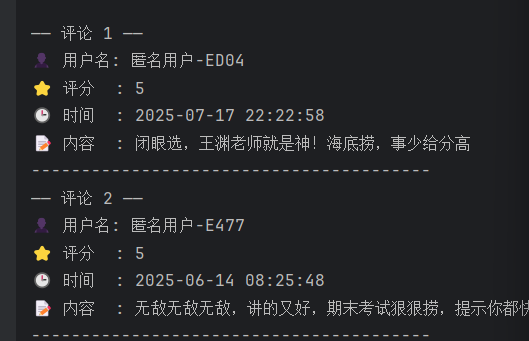 —— 评论 1 ——
👤 用户名: 匿名用户-ED04
⭐ 评分 : 5
🕒 时间 : 2025-07-17 22:22:58
📝 内容 : 闭眼选，王渊老师就是神！海底捞，事少给分高
----------------------------------------
—— 评论 2 ——
👤 用户名: 匿名用户-E477
⭐ 评分 : 5
🕒 时间 : 2025-06-14 08:25:48
📝 内容 : 无敌无敌无敌，讲的又好，期末考试狠狠捞，提示你都快
----------------------------------------